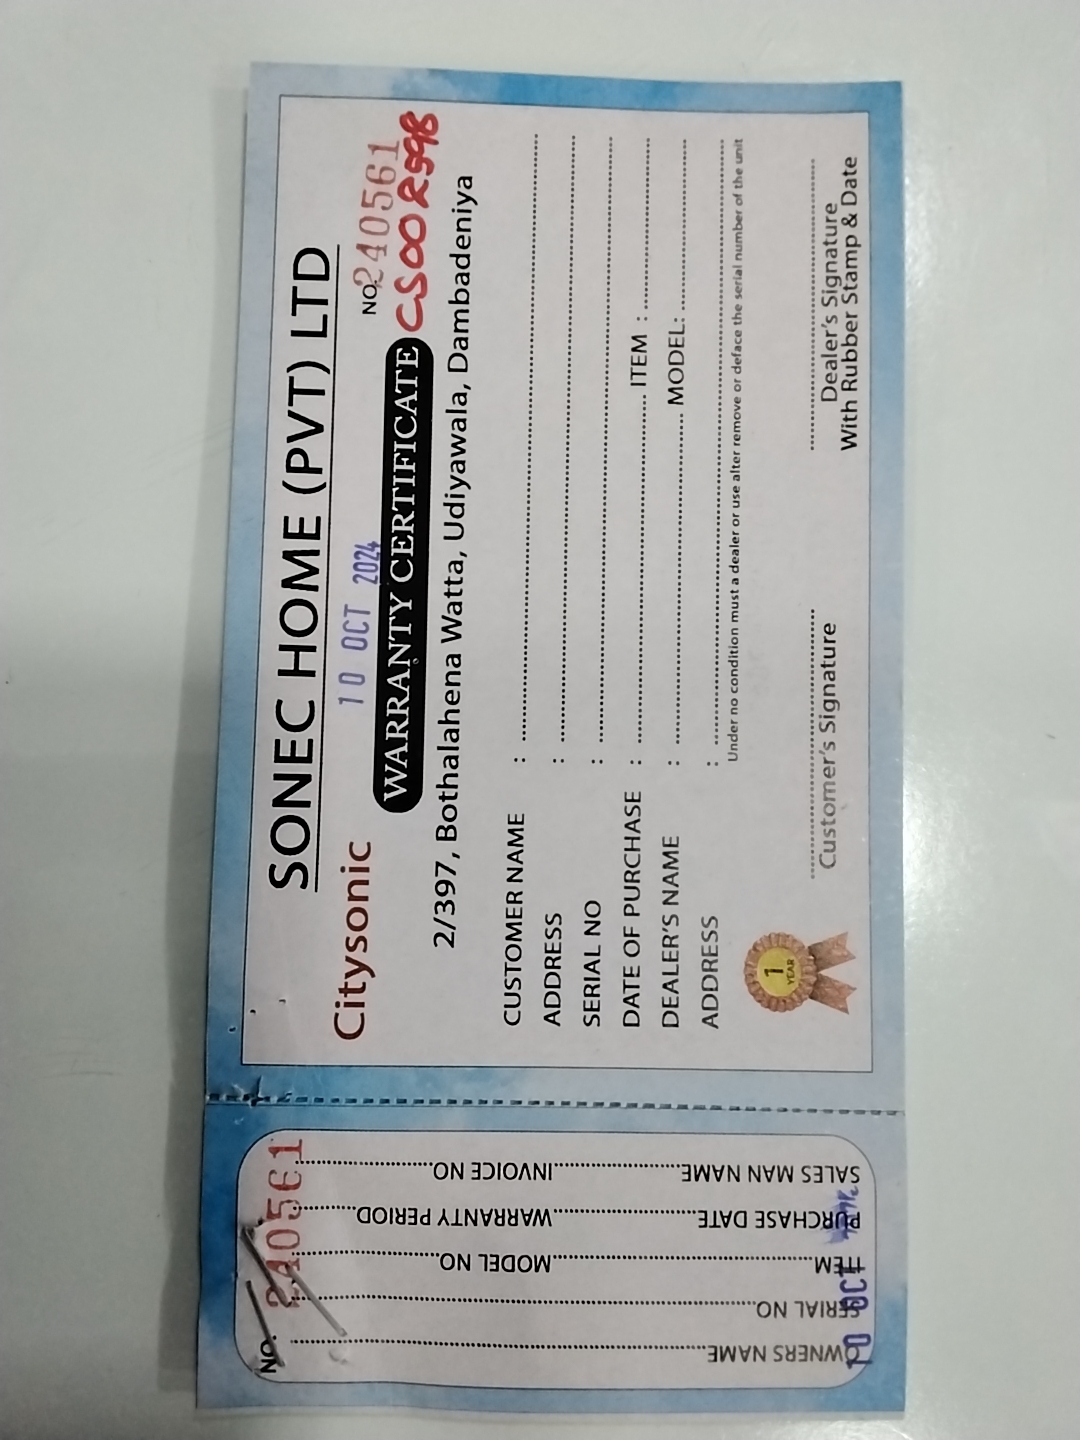 SONEC HOME (PVT) LTD
Citysonic
10 OCT 2024
NO. 240561
WARRANTY CERTIFICATE
CS00 2598
2/397, Bothalahena Watta, Udiyawala, Dambadeniya
CUSTOMER NAME :
ADDRESS :
SERIAL NO :
DATE OF PURCHASE : ITEM :
DEALER'S NAME : MODEL:
ADDRESS :
Under no condition must a dealer or use alter remove or deface the serial number of the unit
1
YEAR
Customer's Signature
Dealer's Signature
With Rubber Stamp & Date
NO. 240561
OWNERS NAME
SERIAL NO
ITEM MODEL NO
PURCHASE DATE WARRANTY PERIOD
SALES MAN NAME INVOICE NO
10 OCT